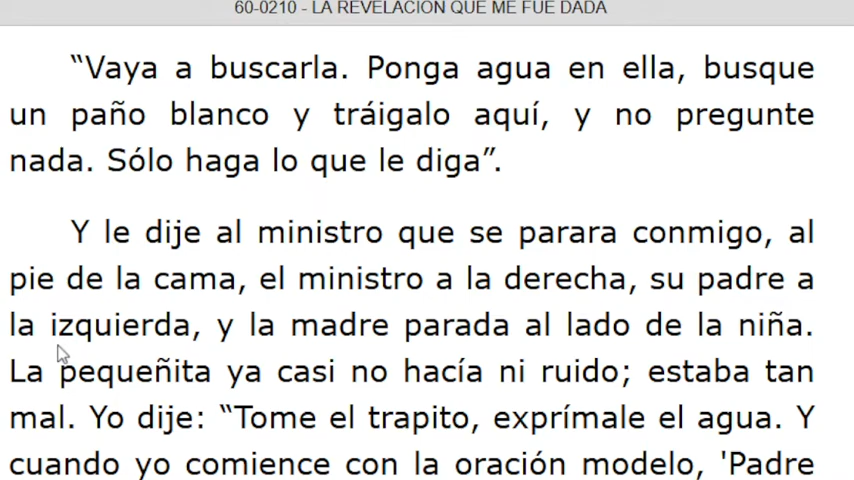 60-0210 - LA REVELACION QUE ME FUE DADA
“Vaya a buscarla. Ponga agua en ella, busque
un paño blanco y tráigalo aquí, y no pregunte
nada. Sólo haga lo que le diga”.
Y le dije al ministro que se parara conmigo, al
pie de la cama, el ministro a la derecha, su padre a
la izquierda, y la madre parada al lado de la niña.
La pequeñita ya casi no hacía ni ruido; estaba tan
mal. Yo dije: “Tome el trapito, exprímale el agua. Y
cuando yo comience con la oración modelo, 'Padre